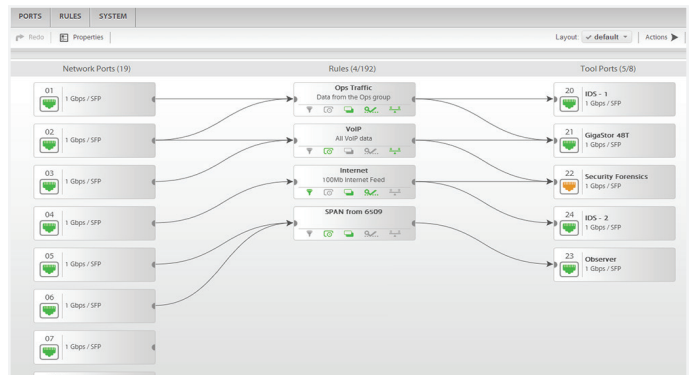 PORTS RULES SYSTEM
Redo Properties Layout: default Actions
Network Ports (19) Rules (4/192) Tool Ports (5/8)
01
1 Gbps / SFP
02
1 Gbps / SFP
03
1 Gbps / SFP
04
1 Gbps / SFP
05
1 Gbps / SFP
06
1 Gbps / SFP
07
1 Gbps / SFP
Ops Traffic
Data from the Ops group
VoIP
All VoIP data
Internet
100Mb Internet Feed
SPAN from 6509
20
IDS - 1
1 Gbps / SFP
21
GigaStor 48T
1 Gbps / SFP
22
Security Forensics
1 Gbps / SFP
24
IDS - 2
1 Gbps / SFP
23
Observer
1 Gbps / SFP